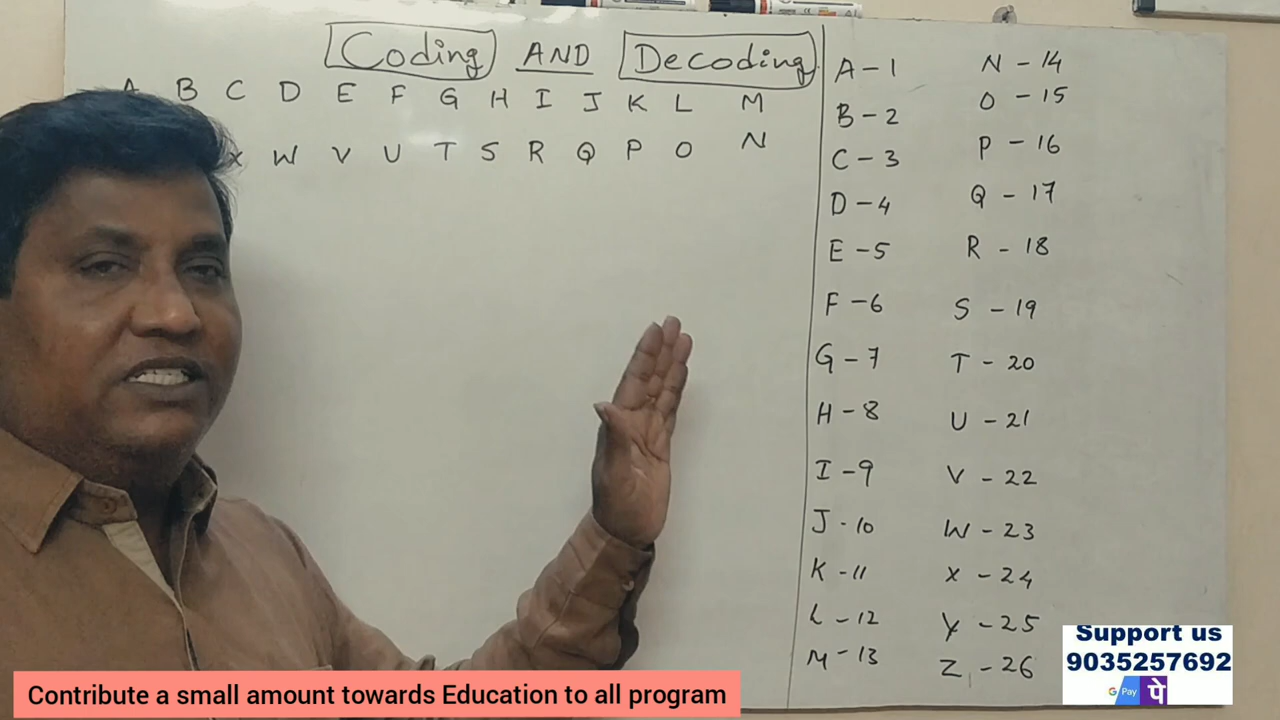 Coding AND Decoding
A B C D E F G H I J K L M
X W V U T S R Q P O N
A - 1
B - 2
C - 3
D - 4
E - 5
F - 6
G - 7
H - 8
I - 9
J - 10
K - 11
L - 12
M - 13
N - 14
O - 15
P - 16
Q - 17
R - 18
S - 19
T - 20
U - 21
V - 22
W - 23
X - 24
Y - 25
Z - 26
Support us
9035257692
G Pay पे
Contribute a small amount towards Education to all program